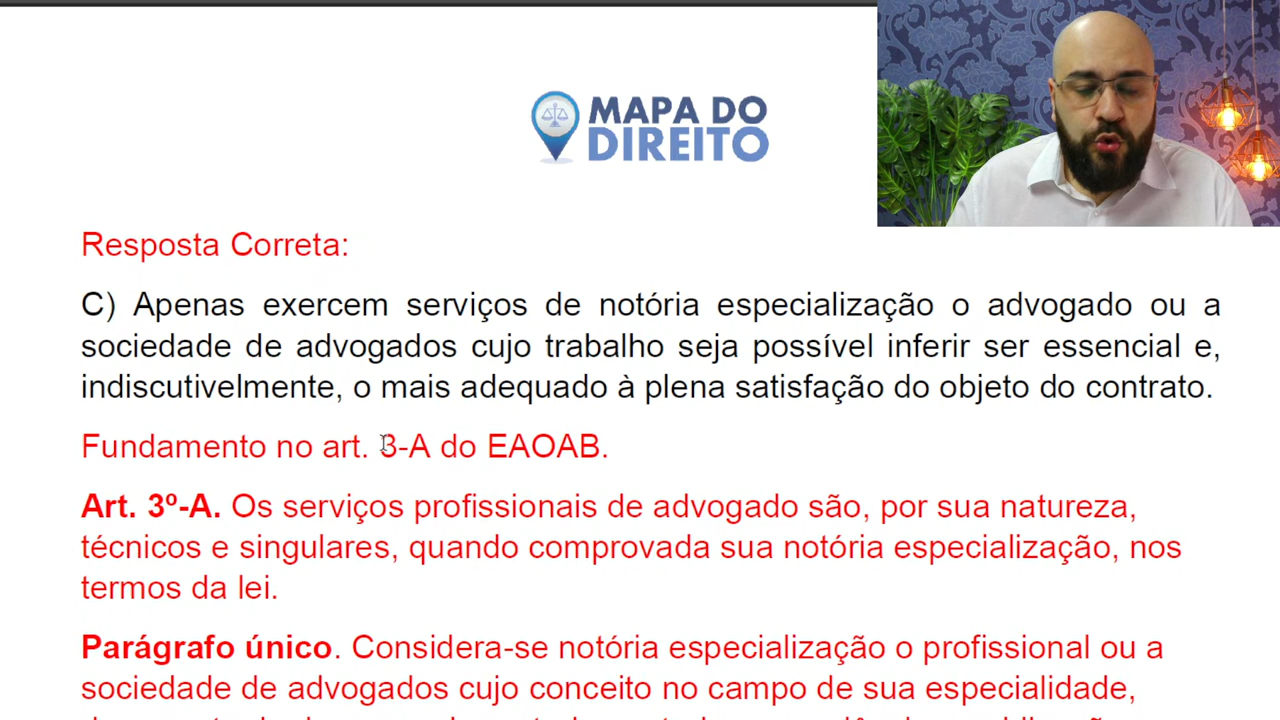 MAPA DO
DIREITO
Resposta Correta:
C) Apenas exercem serviços de notória especialização o advogado ou a
sociedade de advogados cujo trabalho seja possível inferir ser essencial e,
indiscutivelmente, o mais adequado à plena satisfação do objeto do contrato.
Fundamento no art. 3-A do EAOAB.
Art. 3º-A. Os serviços profissionais de advogado são, por sua natureza,
técnicos e singulares, quando comprovada sua notória especialização, nos
termos da lei.
Parágrafo único. Considera-se notória especialização o profissional ou a
sociedade de advogados cujo conceito no campo de sua especialidade,